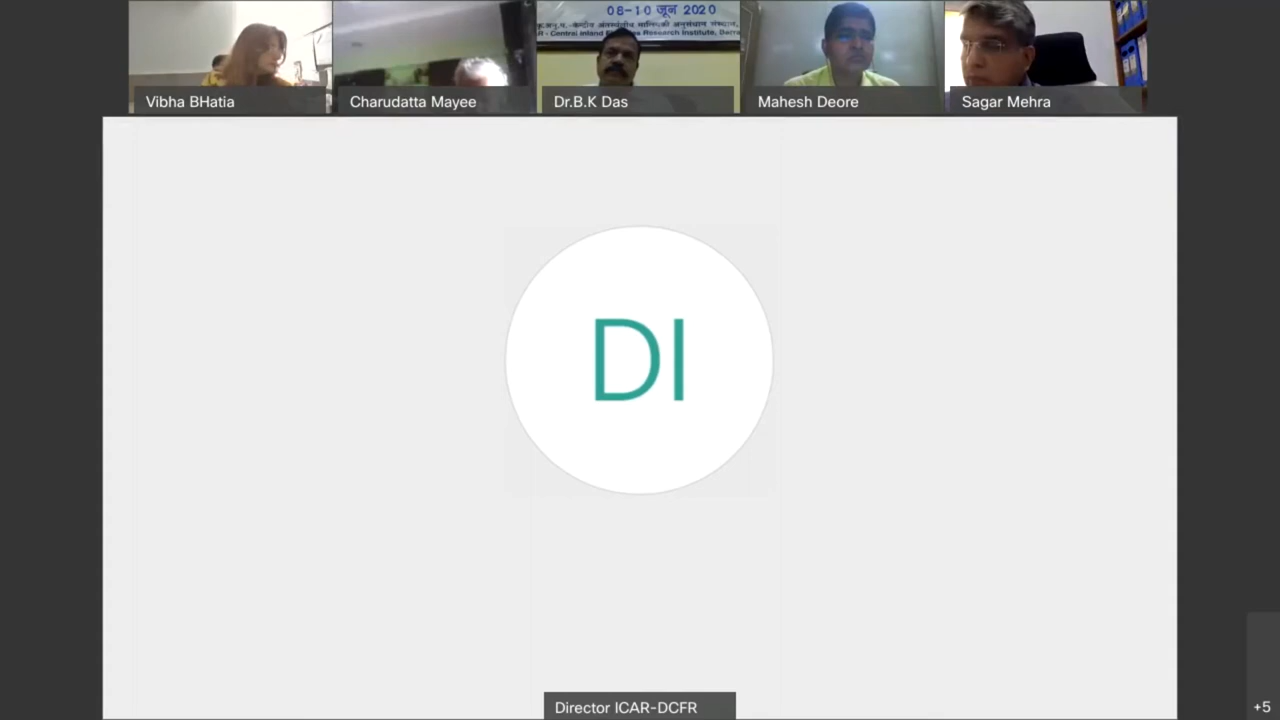 08-10 जून 2020
Central Inland Fisheries Research Institute,
Vibha BHatia
Charudatta Mayee
Dr.B.K Das
Mahesh Deore
Sagar Mehra
DI
Director ICAR-DCFR
+5